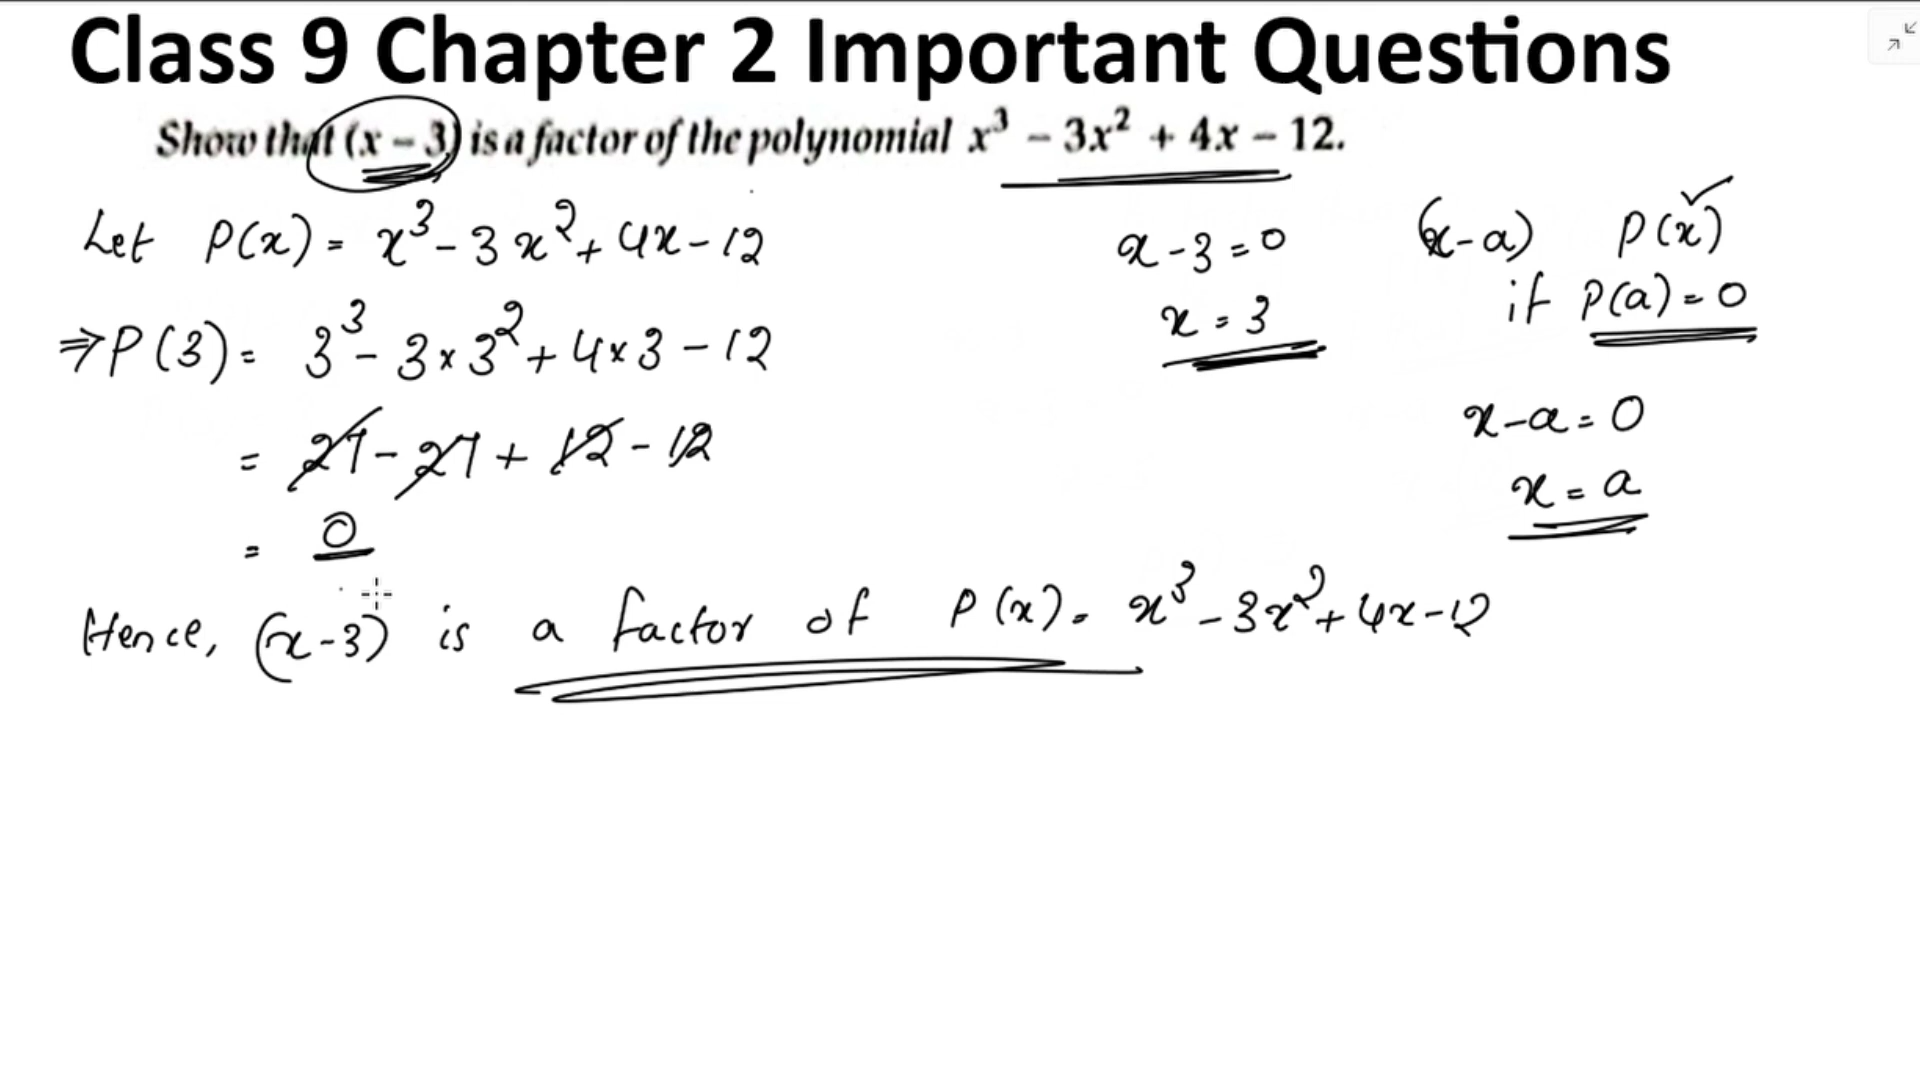 Class 9 Chapter 2 Important Questions
Show that (x – 3) is a factor of the polynomial x³ – 3x² + 4x – 12.
Let P(x) = x³ - 3x² + 4x - 12
⇒ P(3) = 3³ - 3 × 3² + 4 × 3 - 12
= 27 - 27 + 12 - 12
= 0
Hence, (x-3) is a factor of P(x) = x³ - 3x² + 4x - 12
x - 3 = 0
x = 3
(x-a) P(x)
if P(a) = 0
x - a = 0
x = a